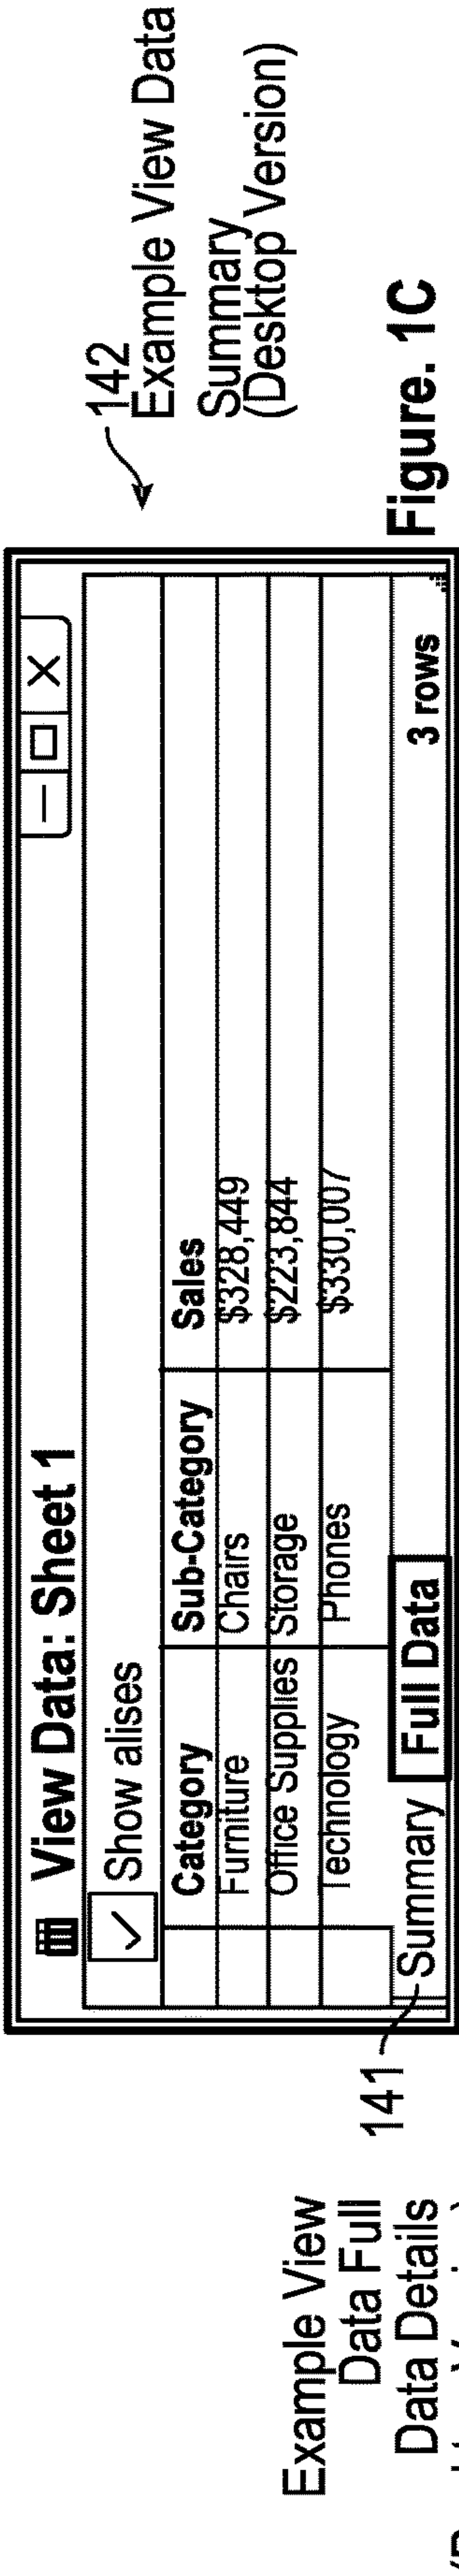 142
Example View Data
Summary
(Desktop Version)
View Data: Sheet 1
Show alises
Category Sub-Category Sales
Furniture Chairs $328,449
Office Supplies Storage $223,844
Technology Phones $330,007
141
Summary Full Data 3 rows
Figure. 1C
Example View
Data Full
Data Details